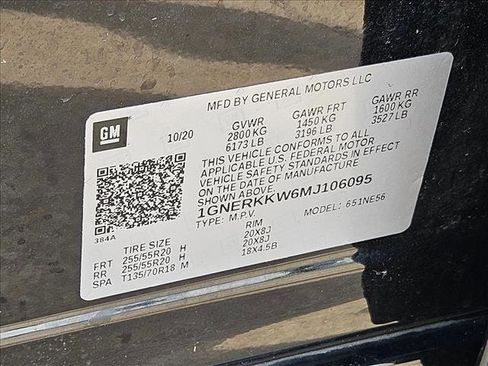 MFD BY GENERAL MOTORS LLC
GM
10/20
GVWR GAWR FRT GAWR RR
2800 KG 1450 KG 1600 KG
6173 LB 3196 LB 3527 LB
THIS VEHICLE CONFORMS TO ALL
APPLICABLE U.S. FEDERAL MOTOR
VEHICLE SAFETY STANDARDS IN EFFECT
ON THE DATE OF MANUFACTURE
SHOWN ABOVE.
1GNERKKW6MJ106095
TYPE: M.P.V. MODEL: 651NE56
384A
TIRE SIZE RIM
FRT 255/55R20 H 20X8J
RR 255/55R20 H 20X8J
SPA T135/70R18 M 18X4.5B